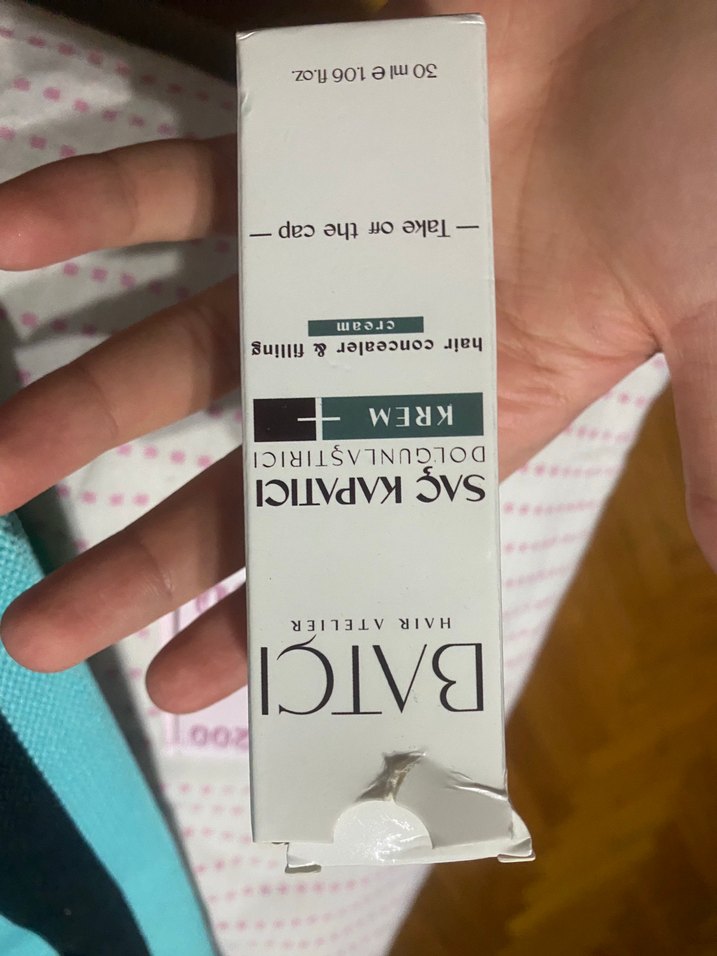 BATÇI
HAIR ATELIER
SAÇ KAPATICI
DOLGUNLAŞTIRICI
KREM
hair concealer & filling
cream
— Take off the cap —
30 ml e 1.06 fl.oz.
200